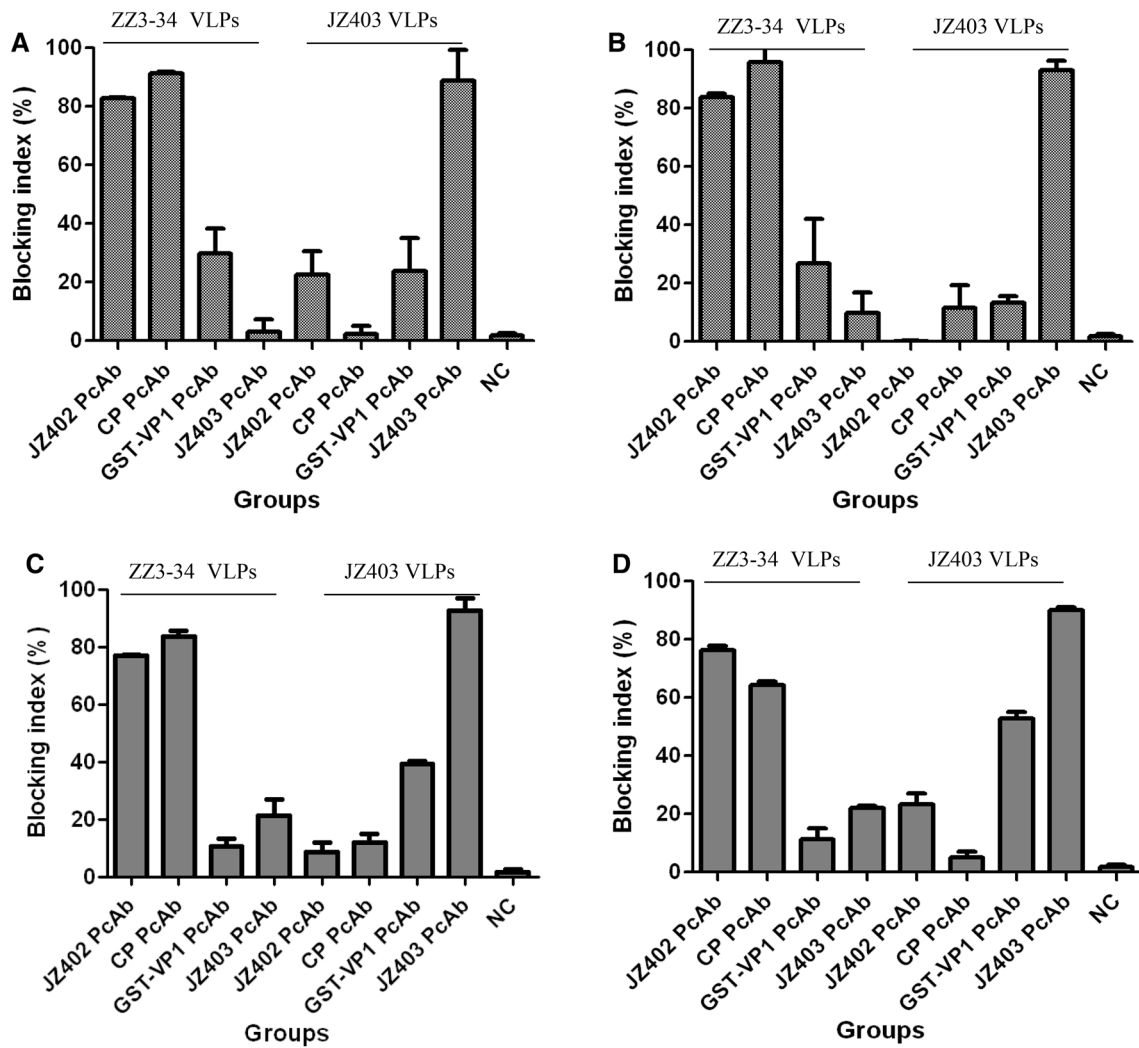 A
ZZ3-34 VLPs
JZ403 VLPs
Blocking index (%)
100
80
60
40
20
0
JZ402 PcAb
CP PcAb
GST-VP1 PcAb
JZ403 PcAb
JZ402 PcAb
CP PcAb
GST-VP1 PcAb
JZ403 PcAb
NC
Groups
B
ZZ3-34 VLPs
JZ403 VLPs
Blocking index (%)
100
80
60
40
20
0
JZ402 PcAb
CP PcAb
GST-VP1 PcAb
JZ403 PcAb
JZ402 PcAb
CP PcAb
GST-VP1 PcAb
JZ403 PcAb
NC
Groups
C
ZZ3-34 VLPs
JZ403 VLPs
Blocking index (%)
100
80
60
40
20
0
JZ402 PcAb
CP PcAb
GST-VP1 PcAb
JZ403 PcAb
JZ402 PcAb
CP PcAb
GST-VP1 PcAb
JZ403 PcAb
NC
Groups
D
ZZ3-34 VLPs
JZ403 VLPs
Blocking index (%)
100
80
60
40
20
0
JZ402 PcAb
CP PcAb
GST-VP1 PcAb
JZ403 PcAb
JZ402 PcAb
CP PcAb
GST-VP1 PcAb
JZ403 PcAb
NC
Groups